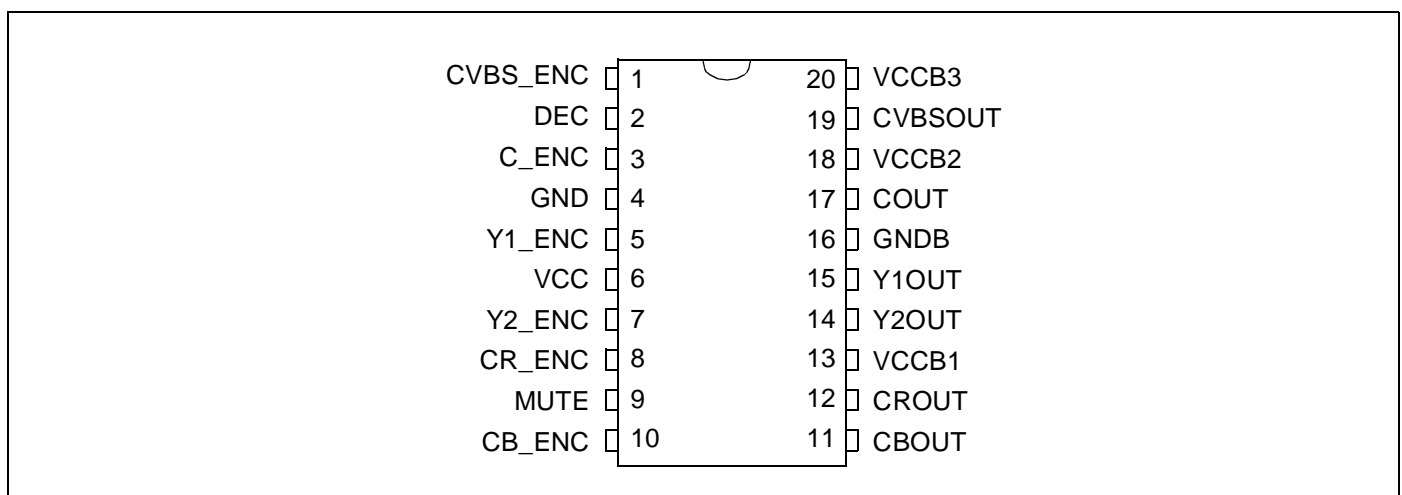 CVBS_ENC 1 20 VCCB3
DEC 2 19 CVBSOUT
C_ENC 3 18 VCCB2
GND 4 17 COUT
Y1_ENC 5 16 GNDB
VCC 6 15 Y1OUT
Y2_ENC 7 14 Y2OUT
CR_ENC 8 13 VCCB1
MUTE 9 12 CROUT
CB_ENC 10 11 CBOUT